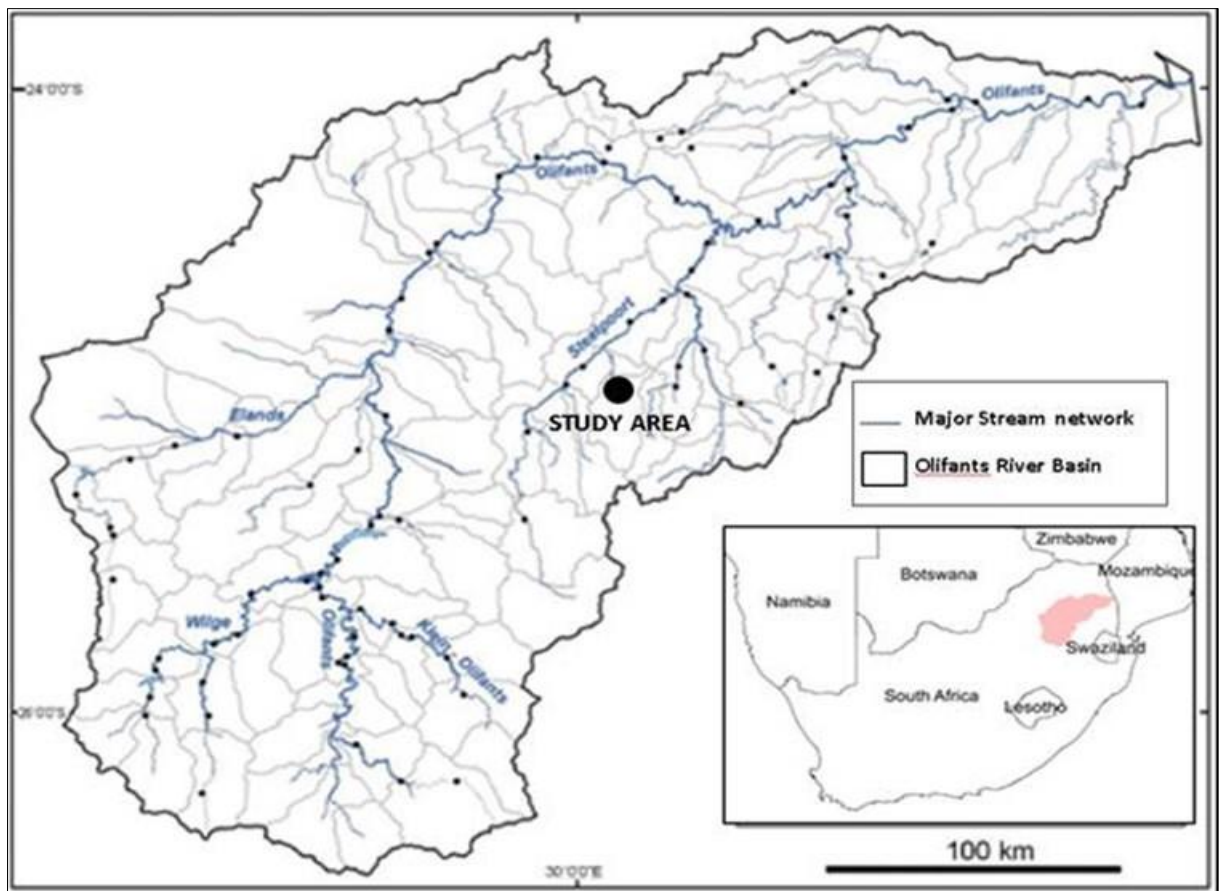 24°0'0"S
Olifants
Olifants
Steelpoort
STUDY AREA
Elands
Major Stream network
Olifants River Basin
Zimbabwe
Botswana
Mozambique
Namibia
Swaziland
South Africa
Lesotho
Wilge
Olifants
Klein - Olifants
26°0'0"S
100 km
30°0'0"E